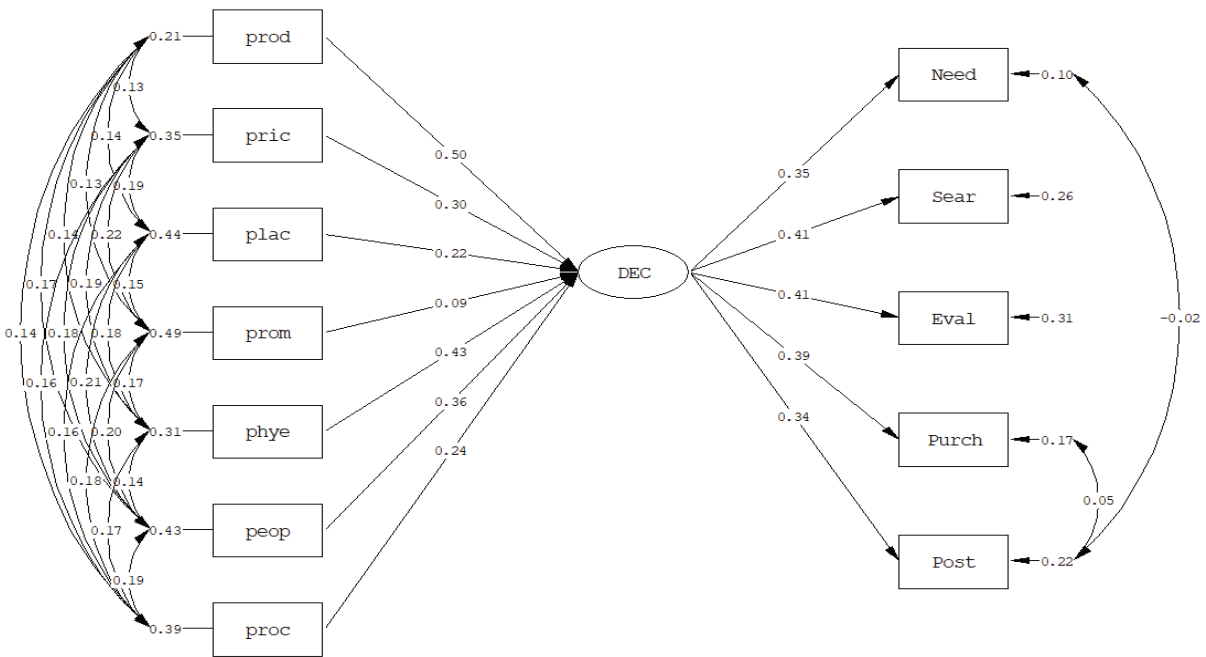 0.21 prod
0.13
0.14 0.35 pric
0.13 0.19
0.14 0.22 0.44 plac
0.17 0.19 0.15
0.14 0.18 0.18 0.49 prom
0.16 0.21 0.17
0.16 0.20 0.31 phye
0.18 0.14
0.17 0.43 peop
0.19
0.39 proc
0.50
0.30
0.22
0.09
0.43
0.36
0.24
DEC
0.35
0.41
0.41
0.39
0.34
Need 0.10
Sear 0.26
Eval 0.31
Purch 0.17
Post 0.22
-0.02
0.05